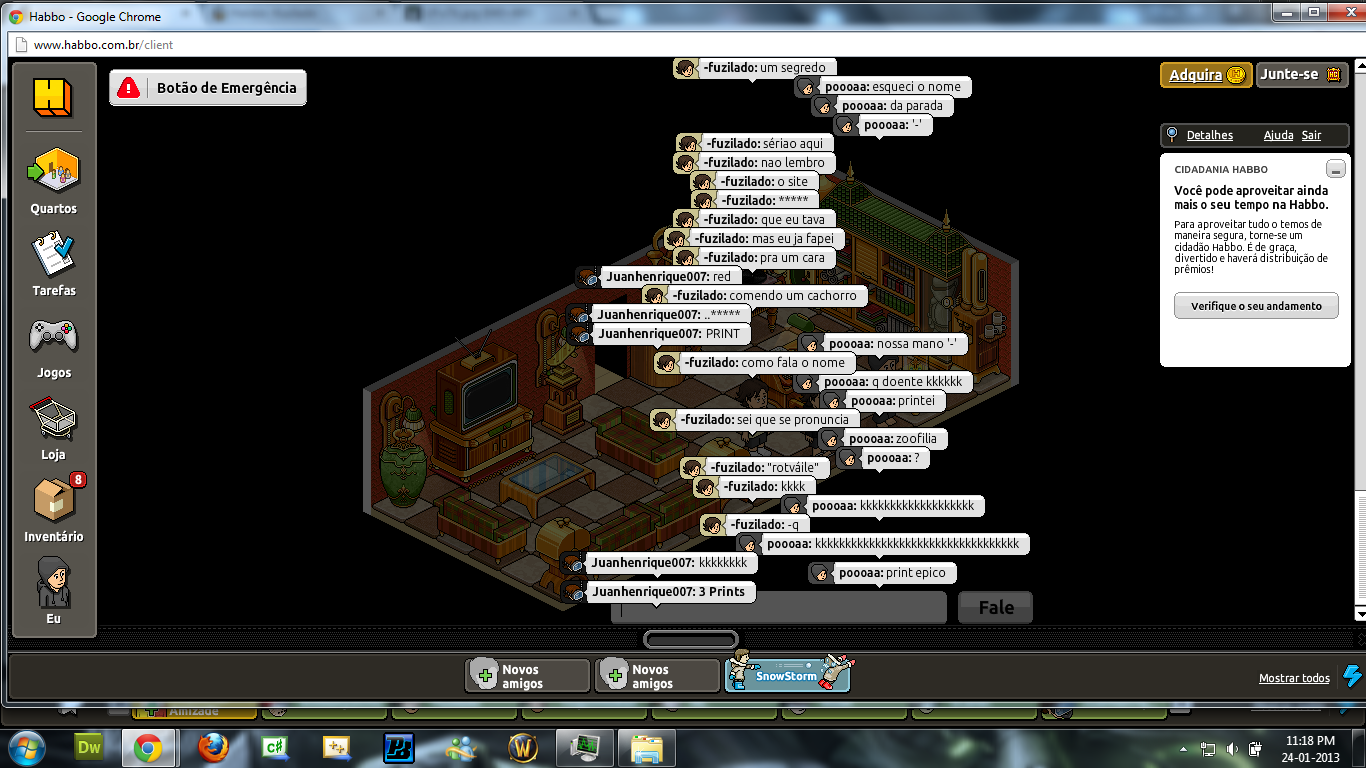 Habbo - Google Chrome
www.habbo.com.br/client
Botão de Emergência
Adquira
Junte-se
Detalhes
Ajuda
Sair
CIDADANIA HABBO
Você pode aproveitar ainda
mais o seu tempo na Habbo.
Para aproveitar tudo o temos de
maneira segura, torne-se um
cidadão Habbo. É de graça,
divertido e haverá distribuição de
prêmios!
Verifique o seu andamento
Quartos
Tarefas
Jogos
Loja
8
Inventário
Eu
-fuzilado: um segredo
poooaa: esqueci o nome
poooaa: da parada
poooaa: '-'
-fuzilado: sériao aqui
-fuzilado: nao lembro
-fuzilado: o site
-fuzilado: *****
-fuzilado: que eu tava
-fuzilado: mas eu ja fapei
-fuzilado: pra um cara
Juanhenrique007: red
-fuzilado: comendo um cachorro
Juanhenrique007: ..*****
Juanhenrique007: PRINT
poooaa: nossa mano '-'
-fuzilado: como fala o nome
poooaa: q doente kkkkkk
poooaa: printei
-fuzilado: sei que se pronuncia
poooaa: zoofilia
poooaa: ?
-fuzilado: "rotváile"
-fuzilado: kkkk
poooaa: kkkkkkkkkkkkkkkkkkk
-fuzilado: -q
poooaa: kkkkkkkkkkkkkkkkkkkkkkkkkkkkkkkkkk
Juanhenrique007: kkkkkkkk
poooaa: print epico
Juanhenrique007: 3 Prints
Fale
Novos
amigos
Novos
amigos
SnowStorm
Mostrar todos
Amizade
Dw
c#
W
11:18 PM
24-01-2013